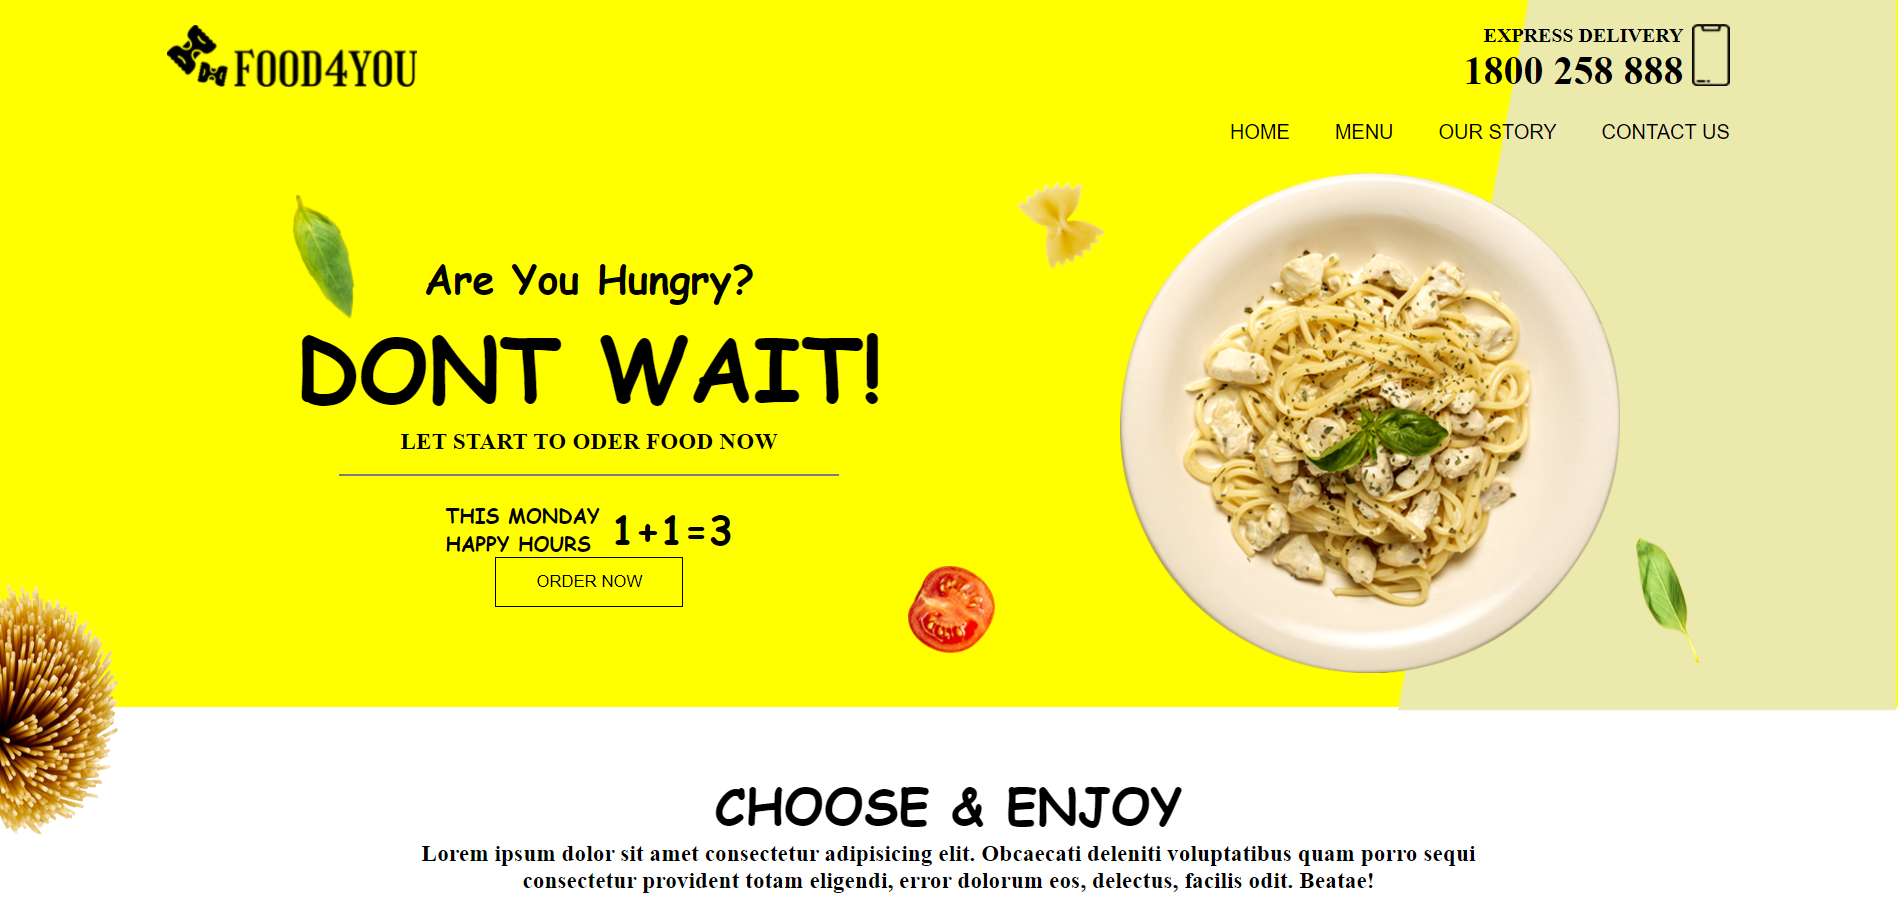 FOOD4YOU
EXPRESS DELIVERY
1800 258 888
HOME MENU OUR STORY CONTACT US
Are You Hungry?
DONT WAIT!
LET START TO ODER FOOD NOW
THIS MONDAY
HAPPY HOURS
1+1=3
ORDER NOW
CHOOSE & ENJOY
Lorem ipsum dolor sit amet consectetur adipisicing elit. Obcaecati deleniti voluptatibus quam porro sequi
consectetur provident totam eligendi, error dolorum eos, delectus, facilis odit. Beatae!